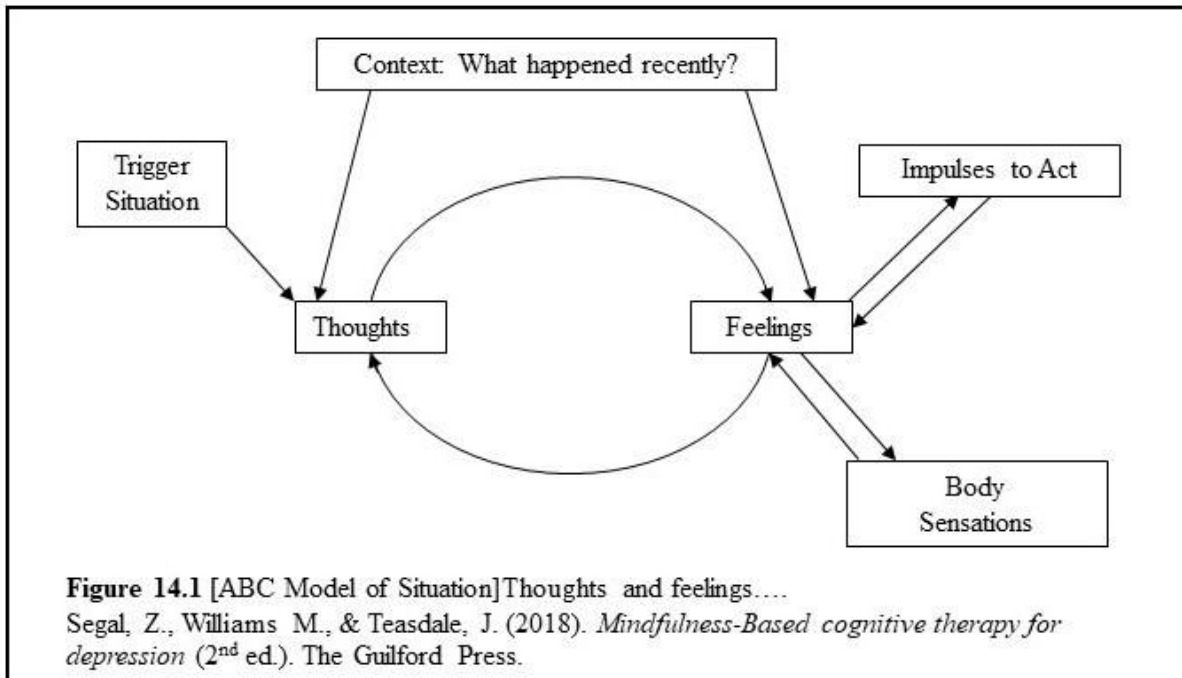 Context: What happened recently?
Trigger
Situation
Impulses to Act
Thoughts
Feelings
Body
Sensations
Figure 14.1 [ABC Model of Situation]Thoughts and feelings….
Segal, Z., Williams M., & Teasdale, J. (2018). Mindfulness-Based cognitive therapy for
depression (2nd ed.). The Guilford Press.